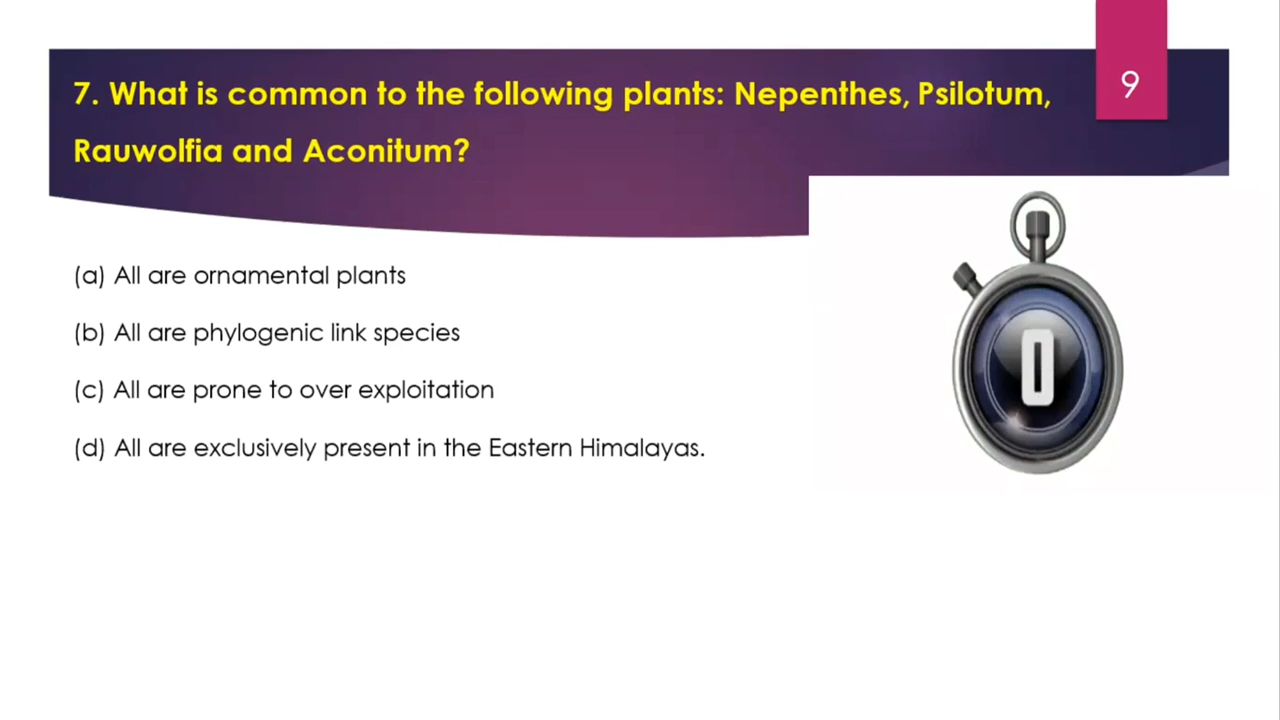 7. What is common to the following plants: Nepenthes, Psilotum,
Rauwolfia and Aconitum?
9
(a) All are ornamental plants
(b) All are phylogenic link species
(c) All are prone to over exploitation
(d) All are exclusively present in the Eastern Himalayas.
0